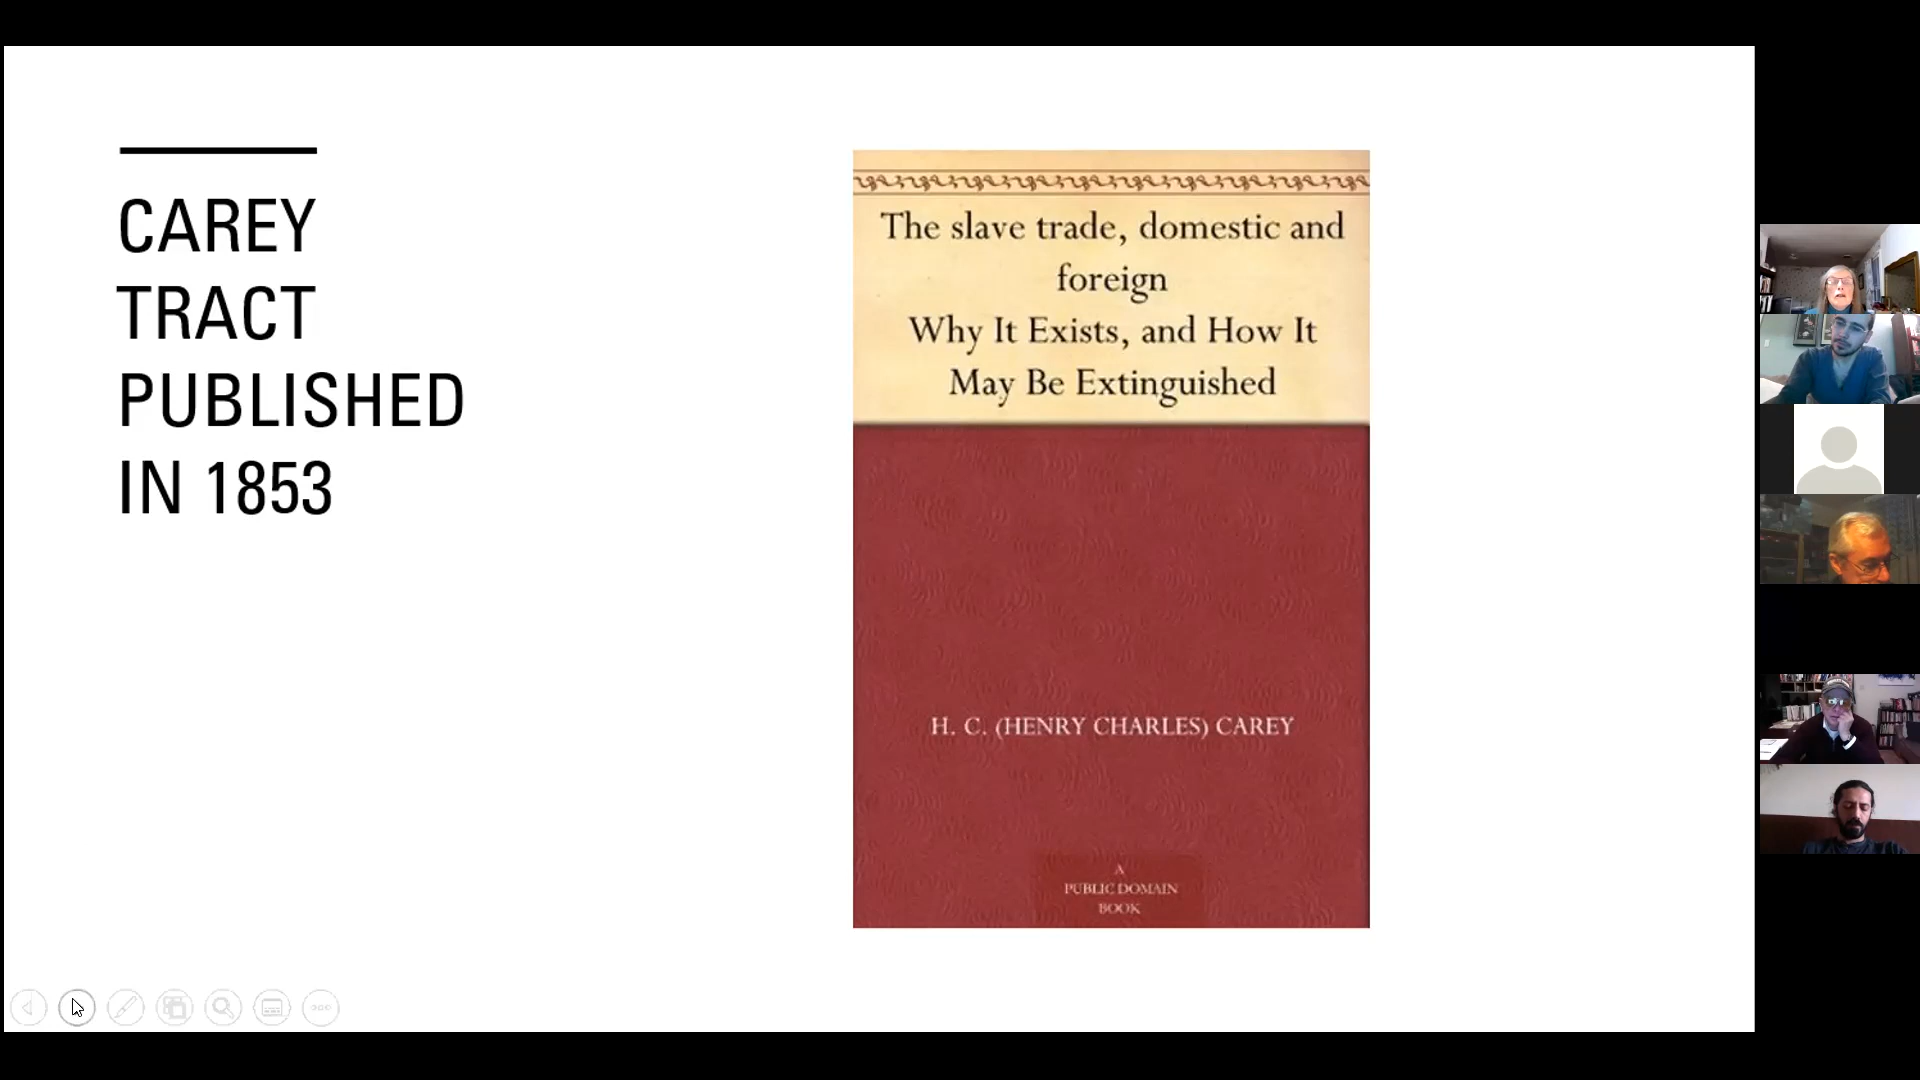 CAREY
TRACT
PUBLISHED
IN 1853
The slave trade, domestic and
foreign
Why It Exists, and How It
May Be Extinguished
H. C. (HENRY CHARLES) CAREY
A
PUBLIC DOMAIN
BOOK